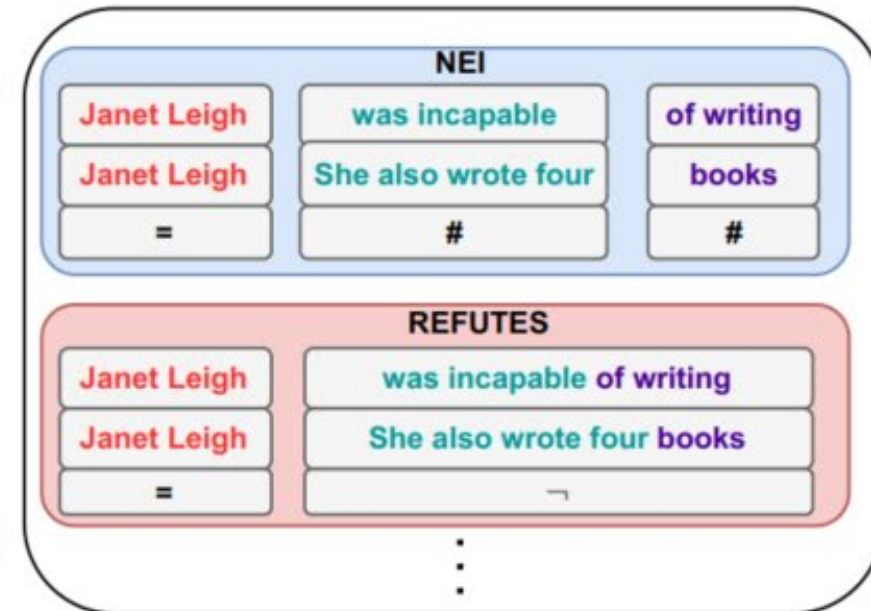 NEI
Janet Leigh was incapable of writing
Janet Leigh She also wrote four books
= # #
REFUTES
Janet Leigh was incapable of writing
Janet Leigh She also wrote four books
= ¬